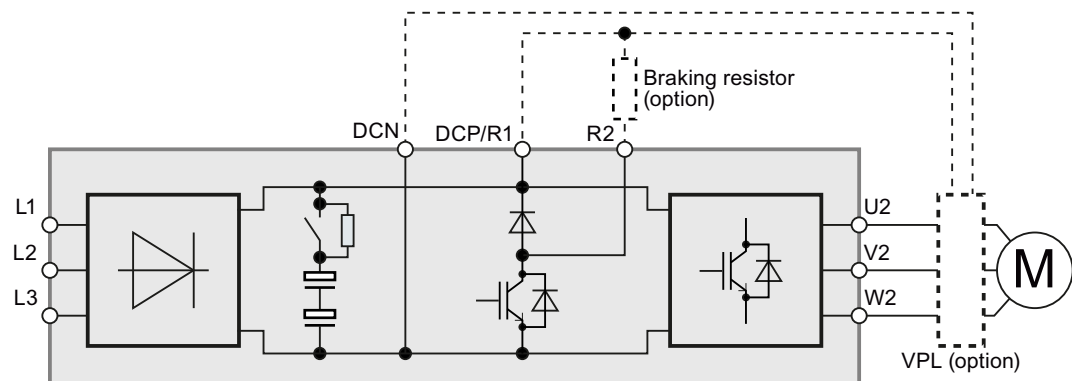 Braking resistor
(option)
DCN
DCP/R1
R2
L1
L2
L3
U2
V2
W2
M
VPL (option)